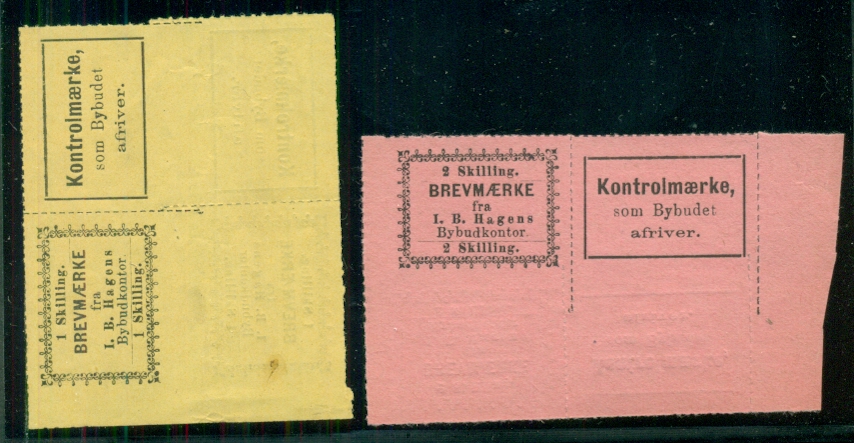 Kontrolmærke,
som Bybudet
afriver.
1 Skilling.
BREVMÆRKE
fra
I. B. Hagens
Bybudkontor.
1 Skilling.
2 Skilling.
BREVMÆRKE
fra
I. B. Hagens
Bybudkontor.
2 Skilling.
Kontrolmærke,
som Bybudet
afriver.